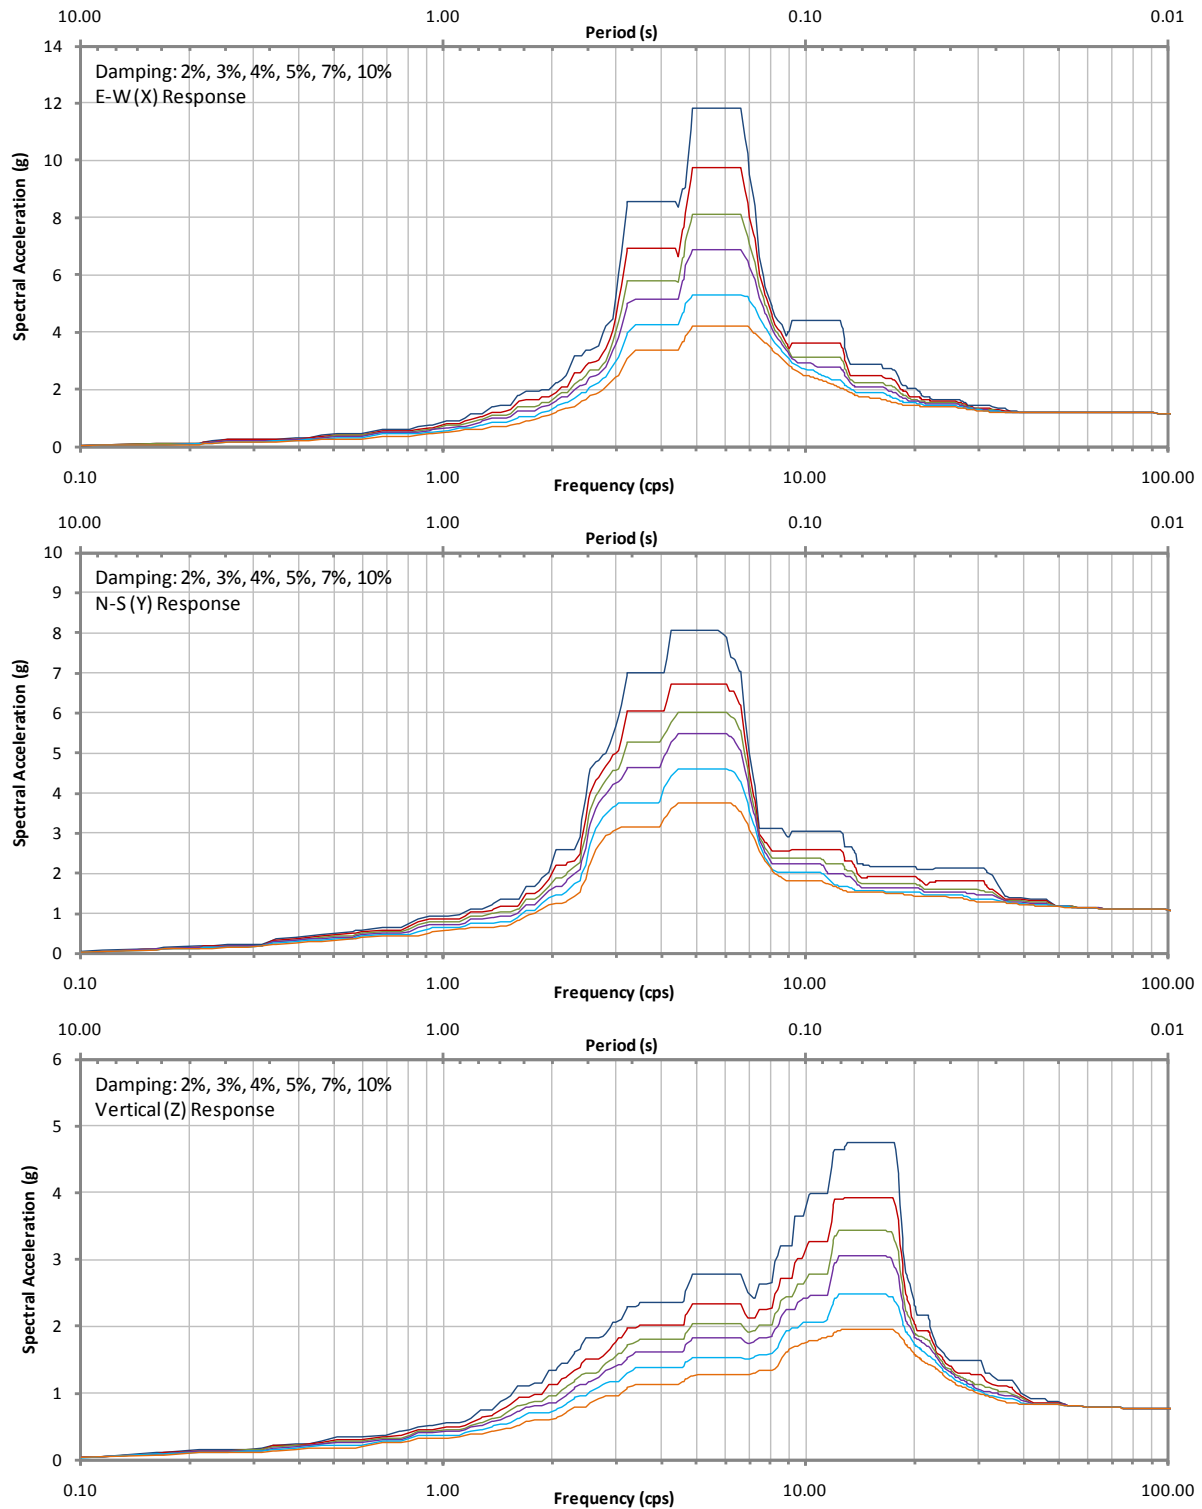 10.00 1.00 0.10 0.01
Period (s)
14
Damping: 2%, 3%, 4%, 5%, 7%, 10%
E-W (X) Response
12
10
8
6
4
2
0
Spectral Acceleration (g)
0.10 1.00 10.00 100.00
Frequency (cps)
10.00 1.00 0.10 0.01
Period (s)
10
Damping: 2%, 3%, 4%, 5%, 7%, 10%
9
N-S (Y) Response
8
7
6
5
4
3
2
1
0
Spectral Acceleration (g)
0.10 1.00 10.00 100.00
Frequency (cps)
10.00 1.00 0.10 0.01
Period (s)
6
Damping: 2%, 3%, 4%, 5%, 7%, 10%
Vertical (Z) Response
5
4
3
2
1
0
Spectral Acceleration (g)
0.10 1.00 10.00 100.00
Frequency (cps)